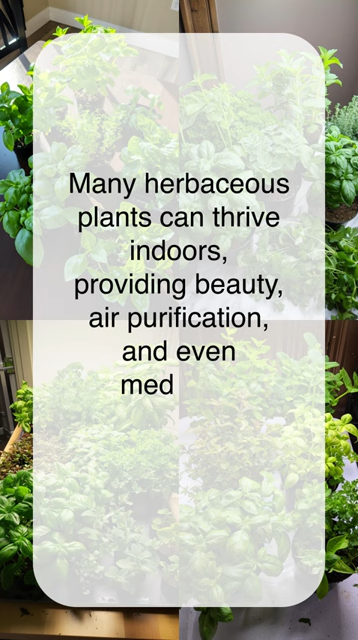 Many herbaceous
plants can thrive
indoors,
providing beauty,
air purification,
and even
med